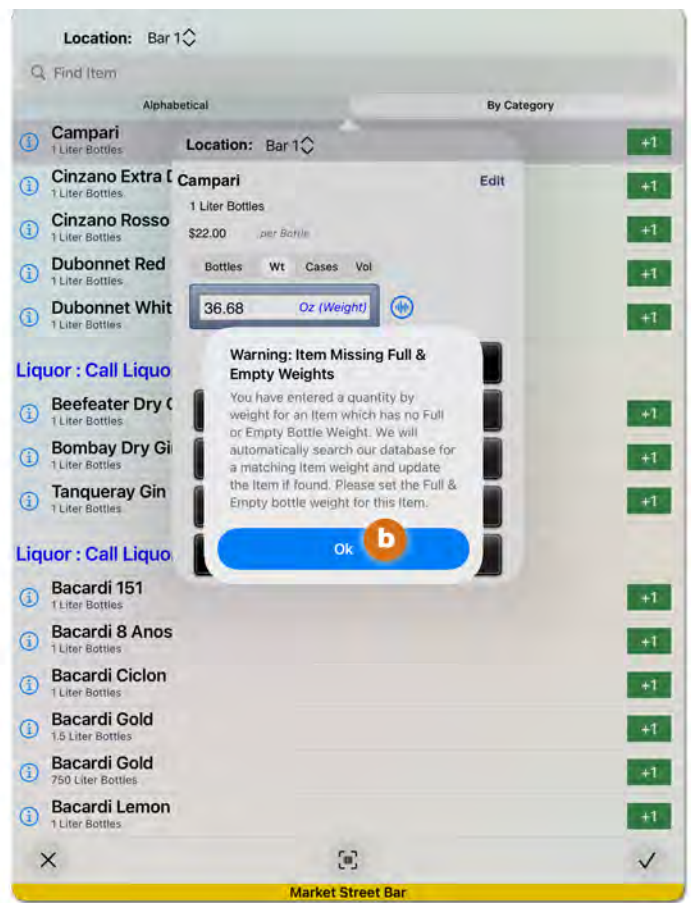 Location: Bar 1
Find Item
Alphabetical By Category
Campari
1 Liter Bottles
+1
Location: Bar 1
Cinzano Extra
1 Liter Bottles
+1
Campari Edit
1 Liter Bottles
Cinzano Rosso
1 Liter Bottles
+1
$22.00 per Bottle
Dubonnet Red
1 Liter Bottles
+1
Bottles Wt Cases Vol
Dubonnet Whit
1 Liter Bottles
+1
36.68 Oz (Weight)
Warning: Item Missing Full &
Empty Weights
You have entered a quantity by
weight for an Item which has no Full
or Empty Bottle Weight. We will
automatically search our database for
a matching Item weight and update
the Item if found. Please set the Full &
Empty bottle weight for this Item.
Ok
b
Liquor : Call Liquo
Beefeater Dry
1 Liter Bottles
+1
Bombay Dry Gi
1 Liter Bottles
+1
Tanqueray Gin
1 Liter Bottles
+1
Liquor : Call Liquo
Bacardi 151
1 Liter Bottles
+1
Bacardi 8 Anos
1 Liter Bottles
+1
Bacardi Ciclon
1 Liter Bottles
+1
Bacardi Gold
1.5 Liter Bottles
+1
Bacardi Gold
750 Liter Bottles
+1
Bacardi Lemon
1 Liter Bottles
+1
Market Street Bar